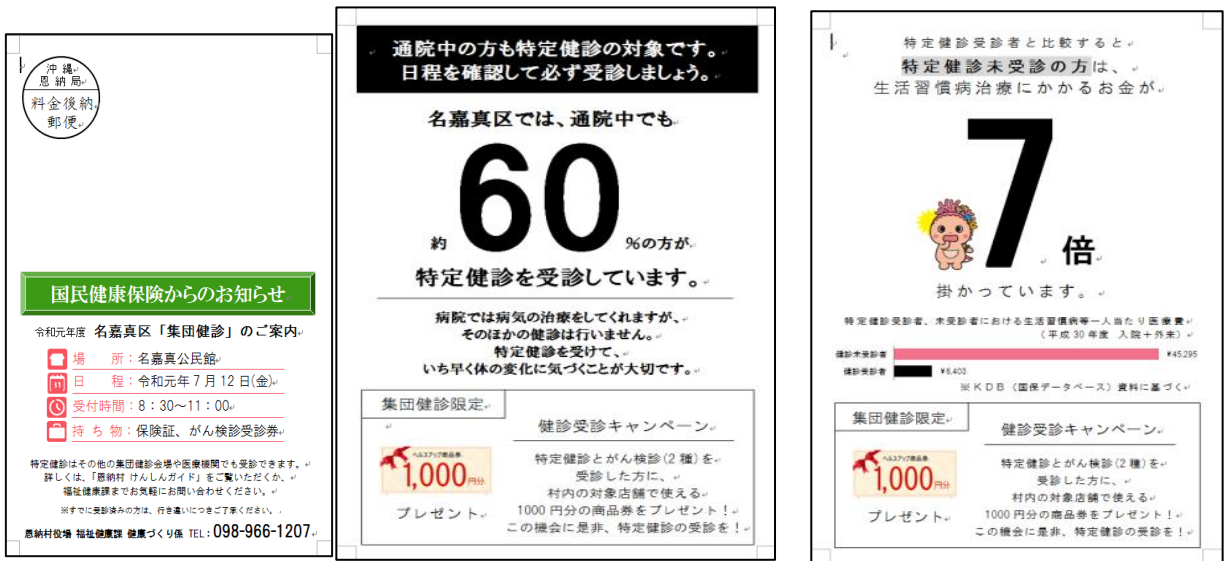 沖縄
恩納局
料金後納
郵便
国民健康保険からのお知らせ
令和元年度 名嘉真区「集団健診」のご案内
場 所：名嘉真公民館
日 程：令和元年7月12日(金)
受付時間：8：30～11：00
持ち物：保険証、がん検診受診券
特定健診はその他の集団健診会場や医療機関でも受診できます。
詳しくは、「恩納村 けんしんガイド」をご覧いただくか、
福祉健康課までお気軽にお問い合わせください。
※すでに受診済みの方は、行き違いにつきご了承ください。
恩納村役場 福祉健康課 健康づくり係 TEL：098-966-1207
通院中の方も特定健診の対象です。
日程を確認して必ず受診しましょう。
名嘉真区では、通院中でも
約60%の方が
特定健診を受診しています。
病院では病気の治療をしてくれますが、
そのほかの健診は行いません。
特定健診を受けて、
いち早く体の変化に気づくことが大切です。
集団健診限定
健診受診キャンペーン
ヘルスアップ商品券
1,000円分
プレゼント
特定健診とがん検診(2種)を
受診した方に、
村内の対象店舗で使える
1000円分の商品券をプレゼント！
この機会に是非、特定健診の受診を！
特定健診受診者と比較すると
特定健診未受診の方は、
生活習慣病治療にかかるお金が
7倍
掛かっています。
特定健診受診者、未受診者における生活習慣病等一人当たり医療費
（平成30年度 入院＋外来）
健診未受診者 ¥45,295
健診受診者 ¥6,403
※KDB（国保データベース）資料に基づく
集団健診限定
健診受診キャンペーン
ヘルスアップ商品券
1,000円分
プレゼント
特定健診とがん検診(2種)を
受診した方に、
村内の対象店舗で使える
1000円分の商品券をプレゼント！
この機会に是非、特定健診の受診を！